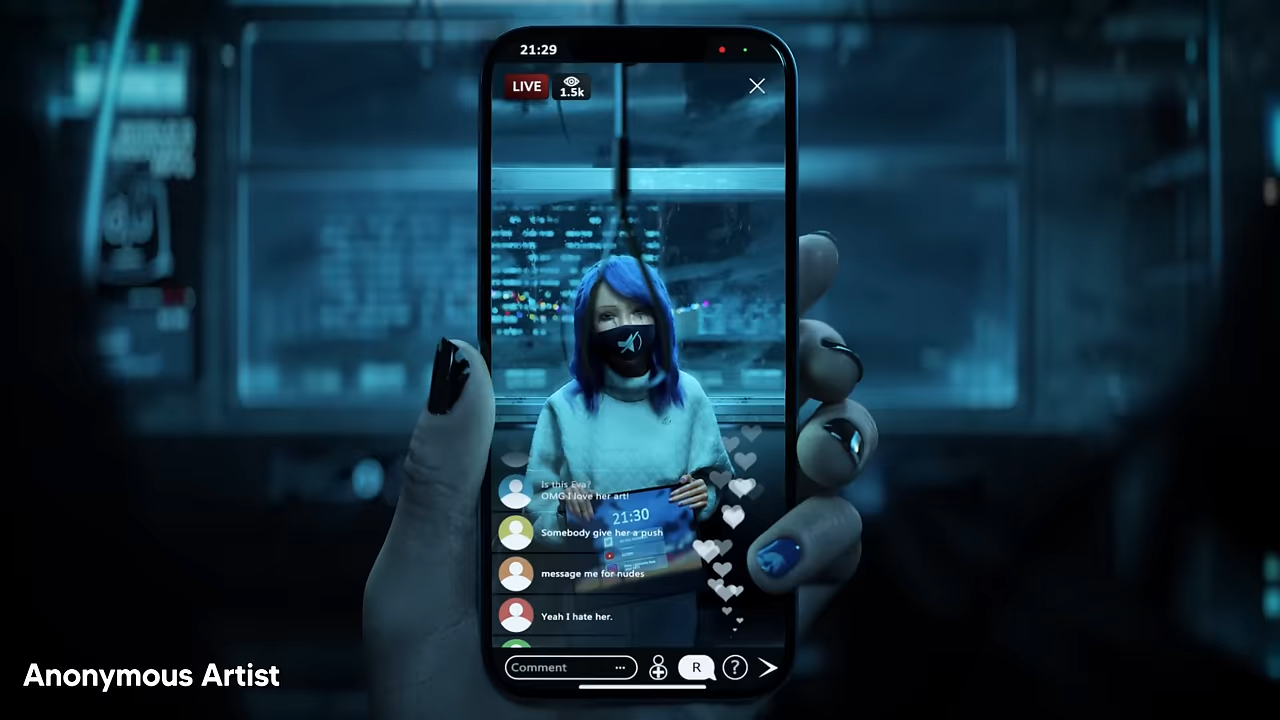 21:29
LIVE
1.5k
Is this Eva?
OMG I love her art!
21:30
Somebody give her a push
message me for nudes
Yeah I hate her.
Comment
R
?
Anonymous Artist